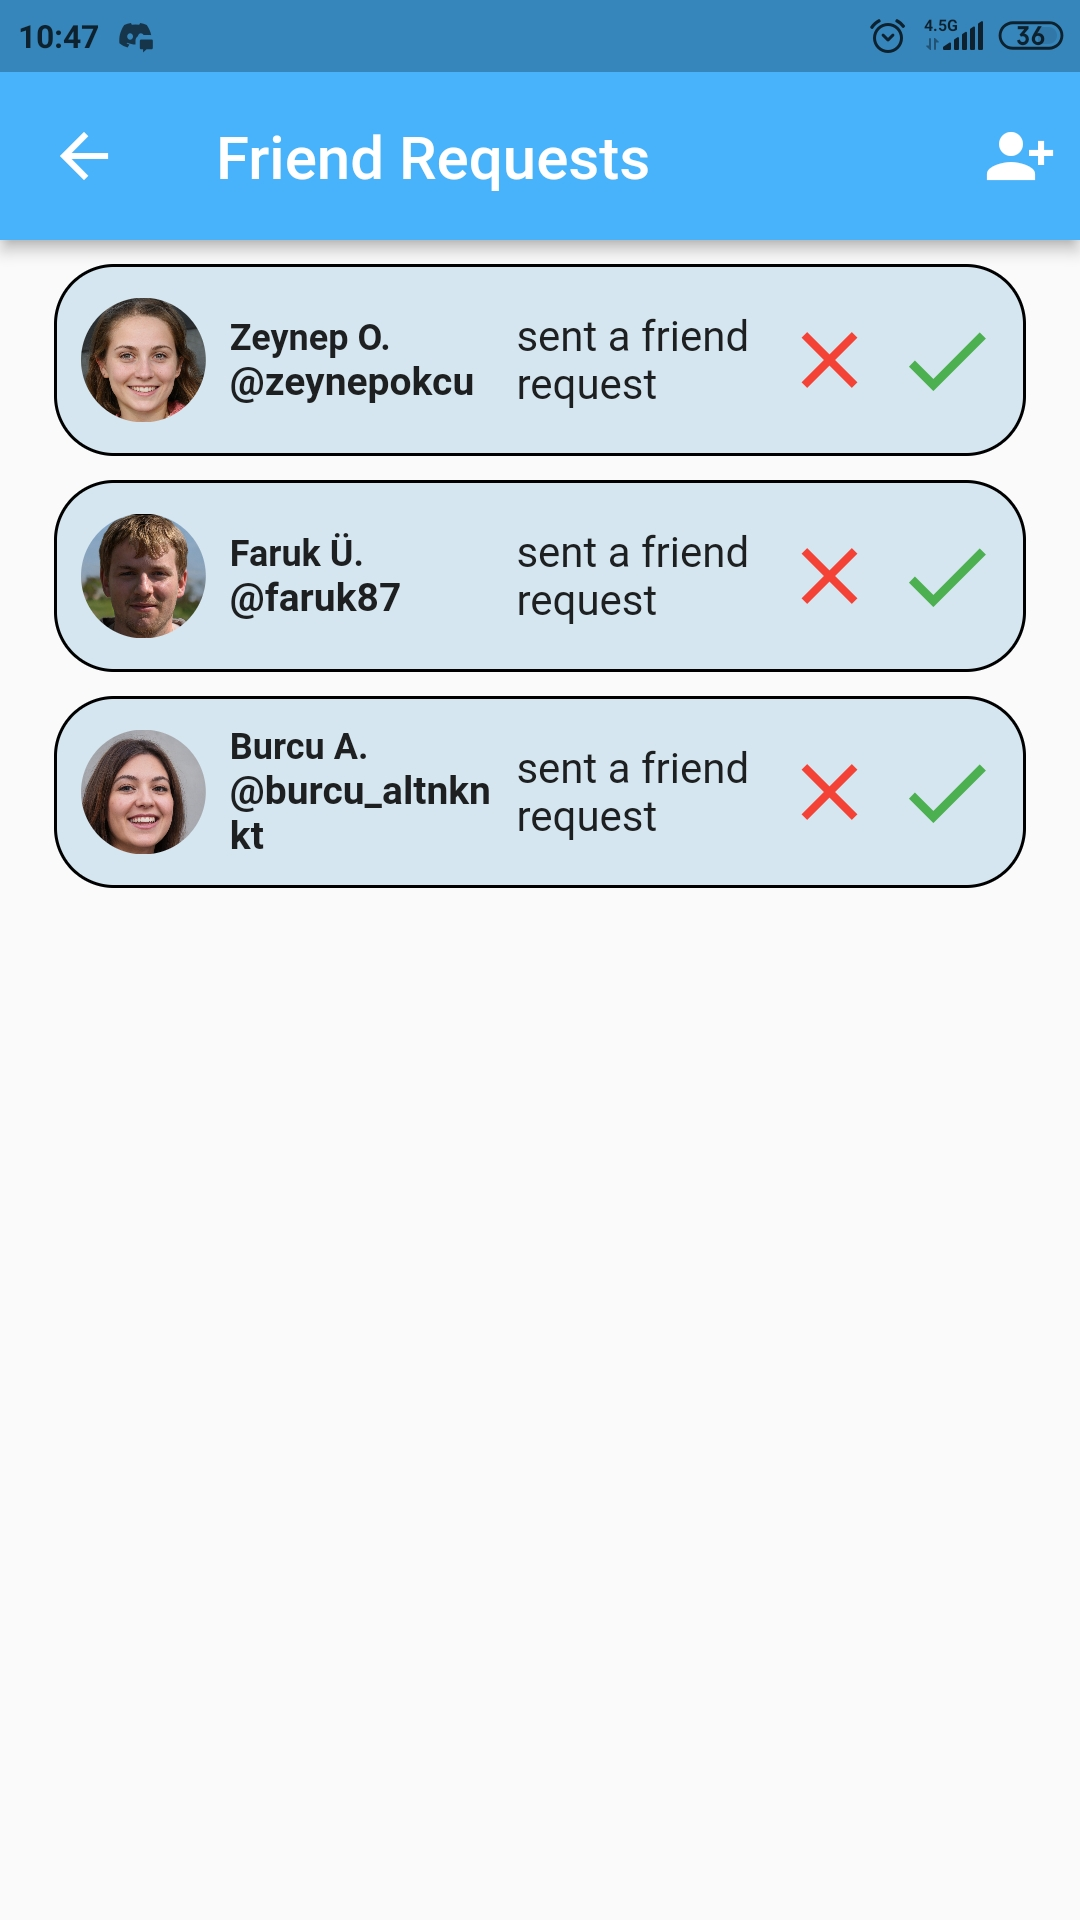 10:47
4.5G
36
Friend Requests
Zeynep O.
@zeynepokcu
sent a friend
request
Faruk Ü.
@faruk87
sent a friend
request
Burcu A.
@burcu_altnkn
kt
sent a friend
request